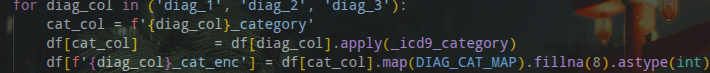 for diag_col in ('diag_1', 'diag_2', 'diag_3'):
    cat_col = f'{diag_col}_category'
    df[cat_col]          = df[diag_col].apply(_icd9_category)
    df[f'{diag_col}_cat_enc'] = df[cat_col].map(DIAG_CAT_MAP).fillna(8).astype(int)